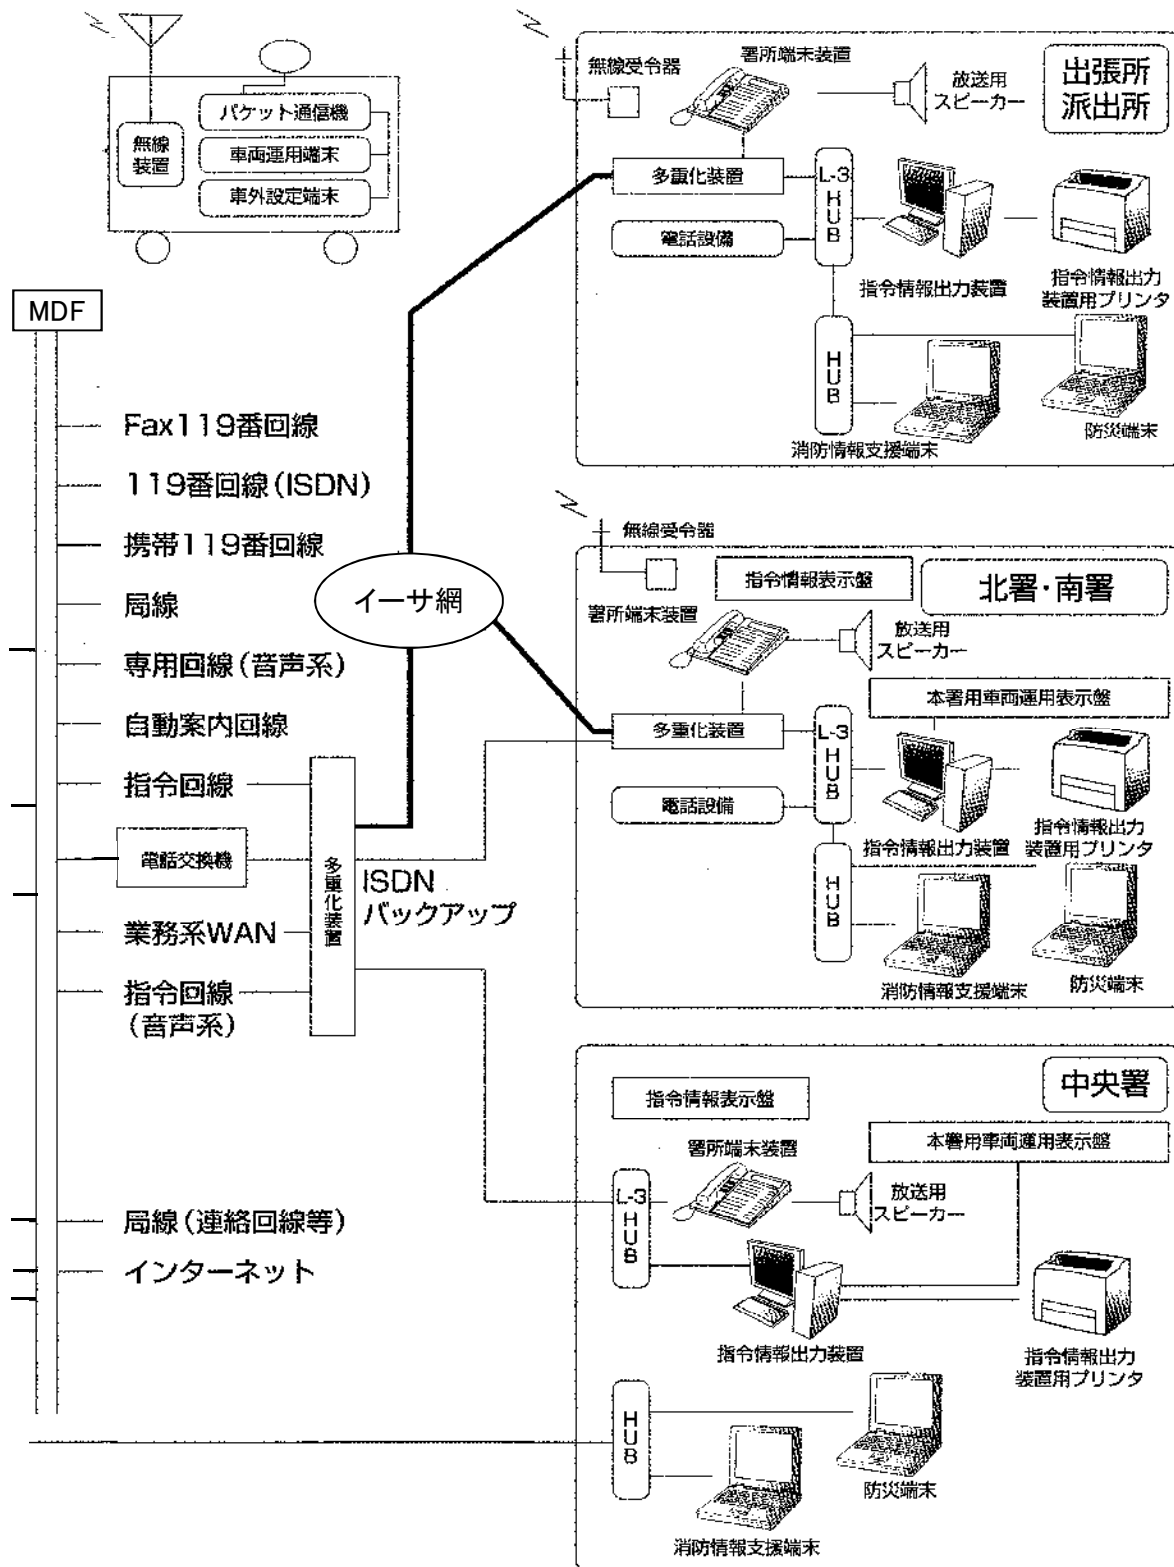 無線
装置
パケット通信機
車両運用端末
車外設定端末
MDF
Fax119番回線
119番回線(ISDN)
携帯119番回線
局線
専用回線(音声系)
自動案内回線
指令回線
電話交換機
業務系WAN
指令回線
(音声系)
局線(連絡回線等)
インターネット
多重化装置
ISDN
バックアップ
イーサ網
出張所
派出所
無線受令器
署所端末装置
放送用
スピーカー
多重化装置
電話設備
L-3
HUB
指令情報出力装置
指令情報出力
装置用プリンタ
HUB
消防情報支援端末
防災端末
無線受令器
北署・南署
指令情報表示盤
署所端末装置
放送用
スピーカー
本署用車両運用表示盤
多重化装置
電話設備
L-3
HUB
指令情報出力装置
指令情報出力
装置用プリンタ
HUB
消防情報支援端末
防災端末
中央署
指令情報表示盤
署所端末装置
本署用車両運用表示盤
放送用
スピーカー
L-3
HUB
指令情報出力装置
指令情報出力
装置用プリンタ
HUB
防災端末
消防情報支援端末